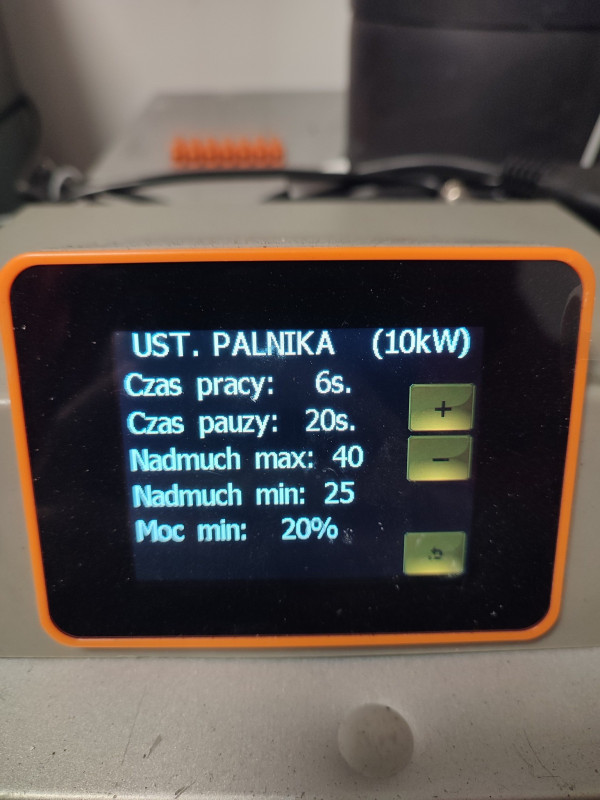 UST. PALNIKA (10kW)
Czas pracy: 6s.
Czas pauzy: 20s.
+
Nadmuch max: 40
-
Nadmuch min: 25
Moc min: 20%